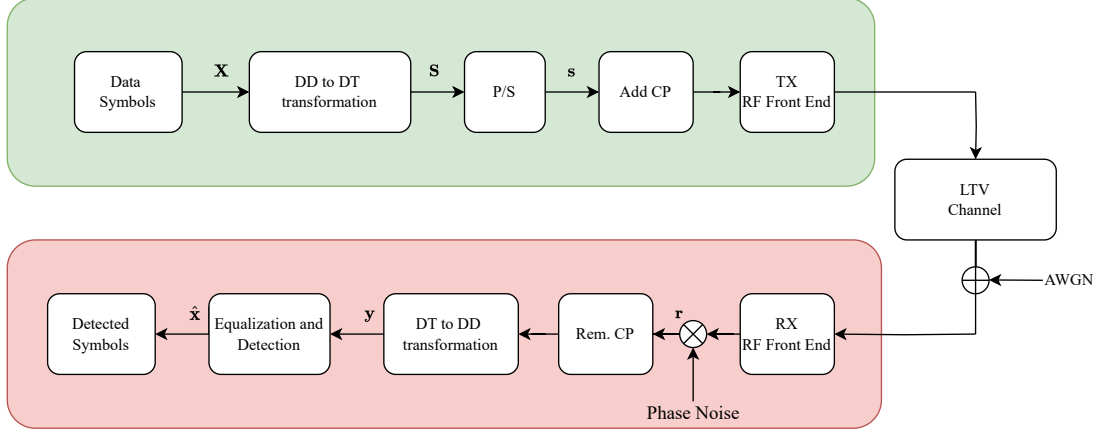 Data
Symbols
X
DD to DT
transformation
S
P/S
s
Add CP
TX
RF Front End
LTV
Channel
AWGN
RX
RF Front End
Phase Noise
r
Rem. CP
DT to DD
transformation
y
Equalization and
Detection
x̂
Detected
Symbols